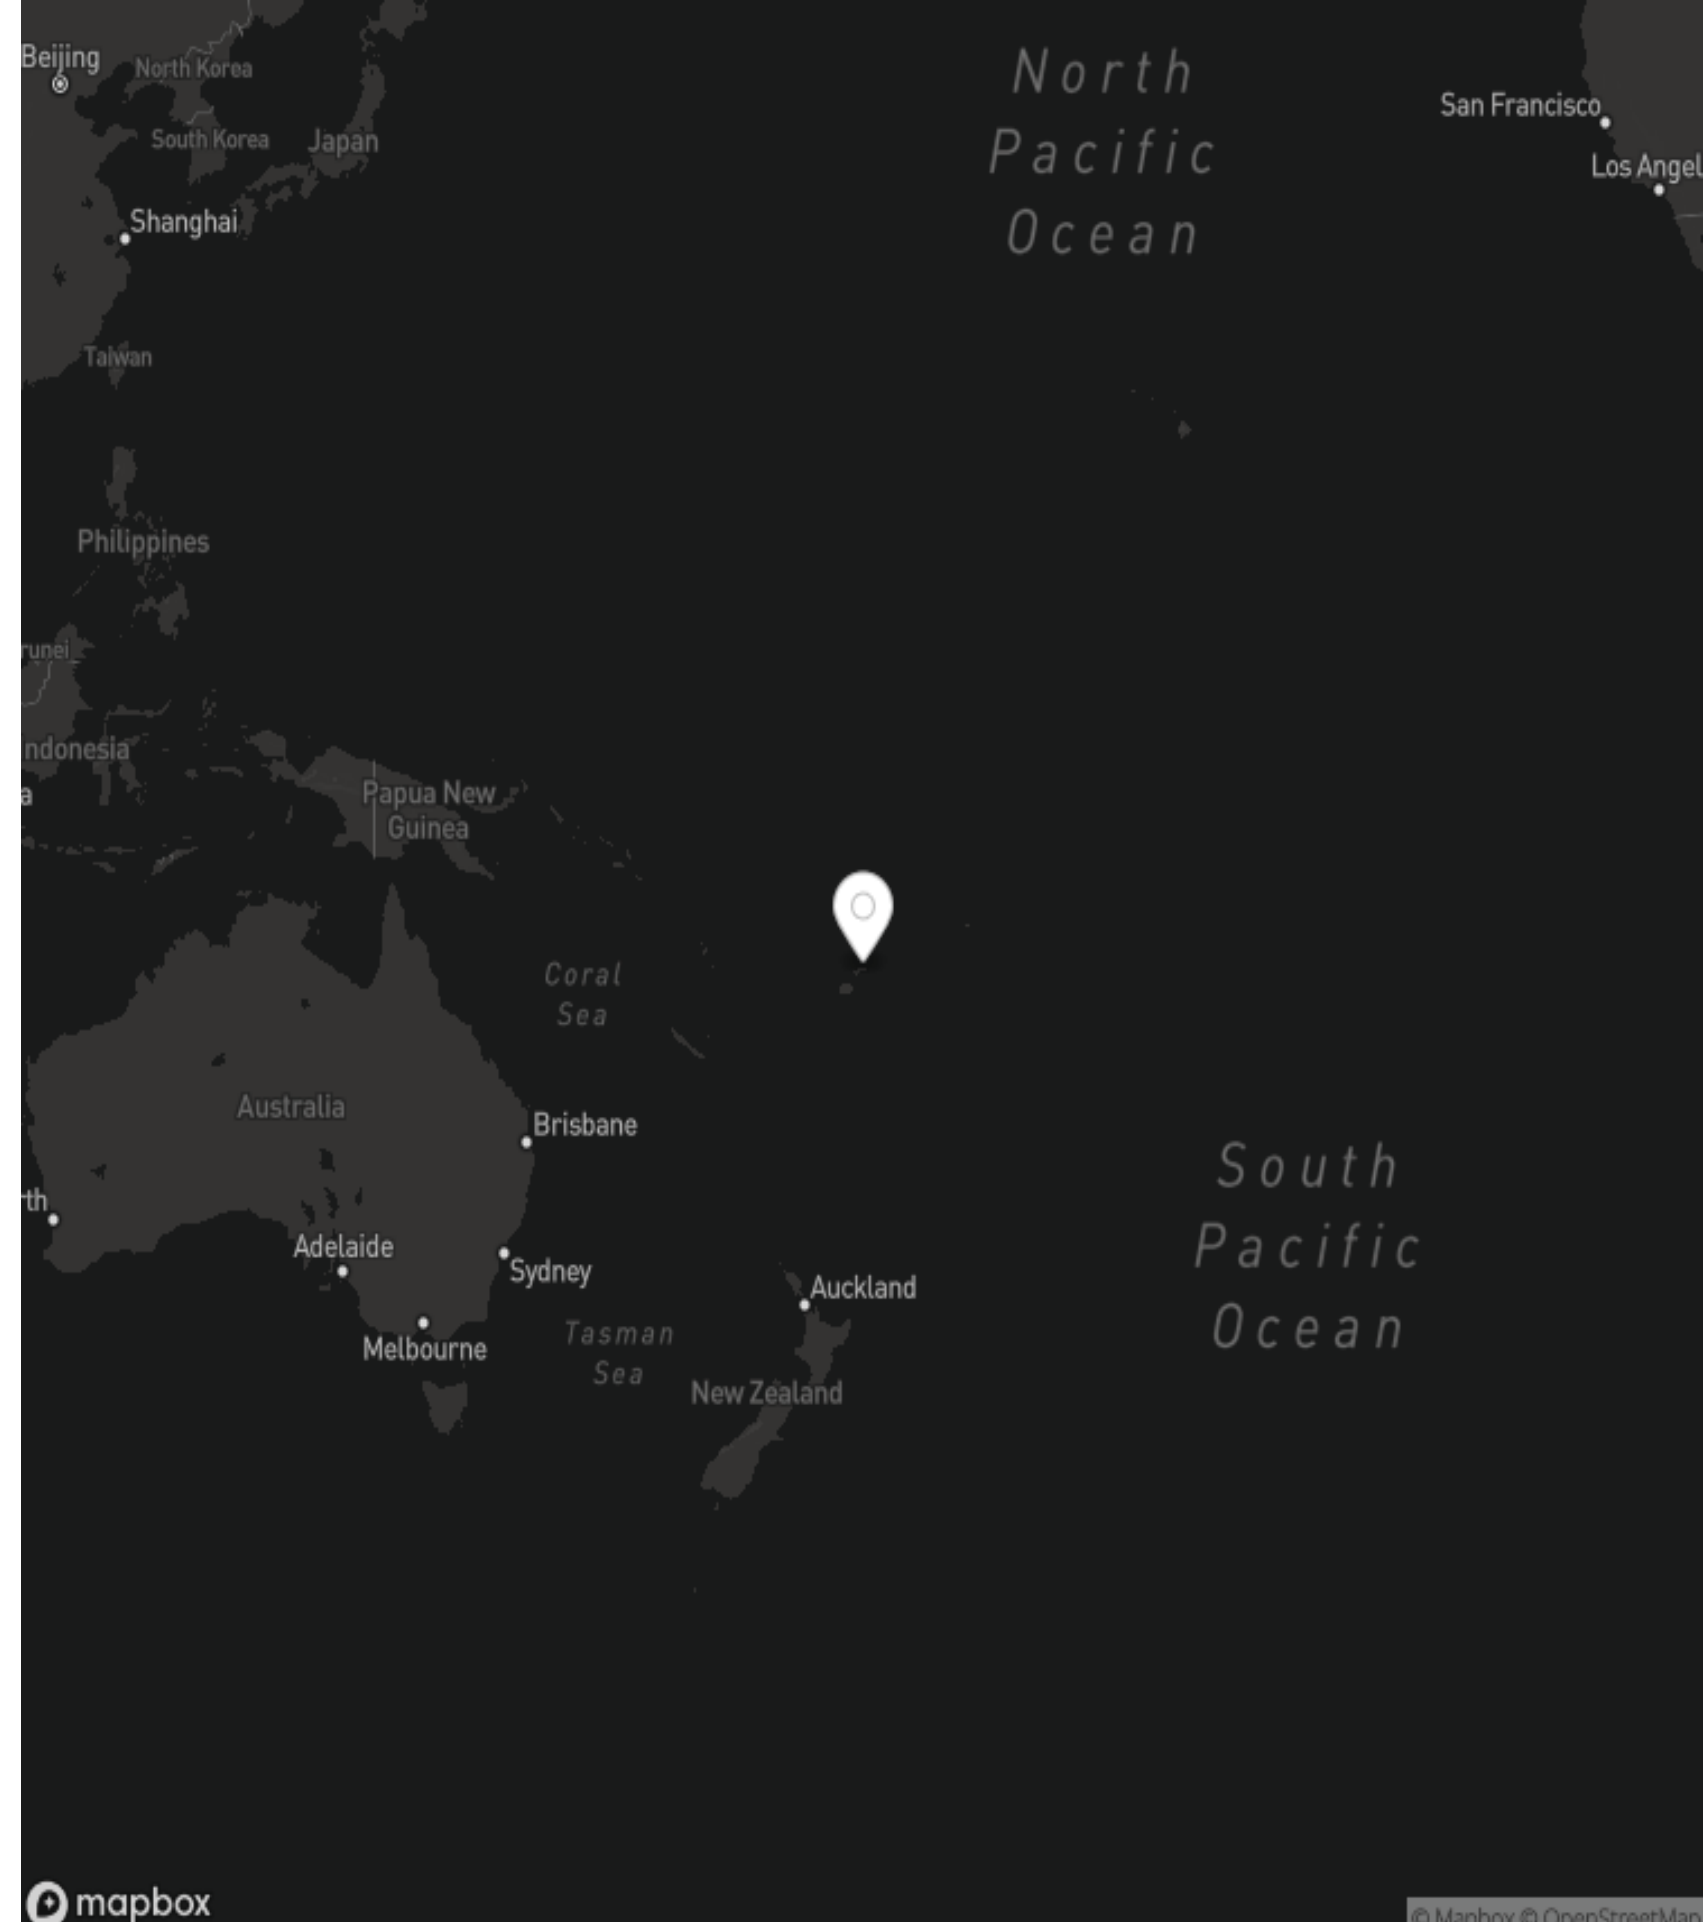 Beijing
North Korea
South Korea
Japan
Shanghai
Taiwan
Philippines
runei
ndonesia
a
Papua New
Guinea
North
Pacific
Ocean
San Francisco
Los Angel
Coral
Sea
Australia
Brisbane
th
Adelaide
Sydney
Melbourne
Tasman
Sea
Auckland
New Zealand
South
Pacific
Ocean
mapbox
© Mapbox © OpenStreetMap